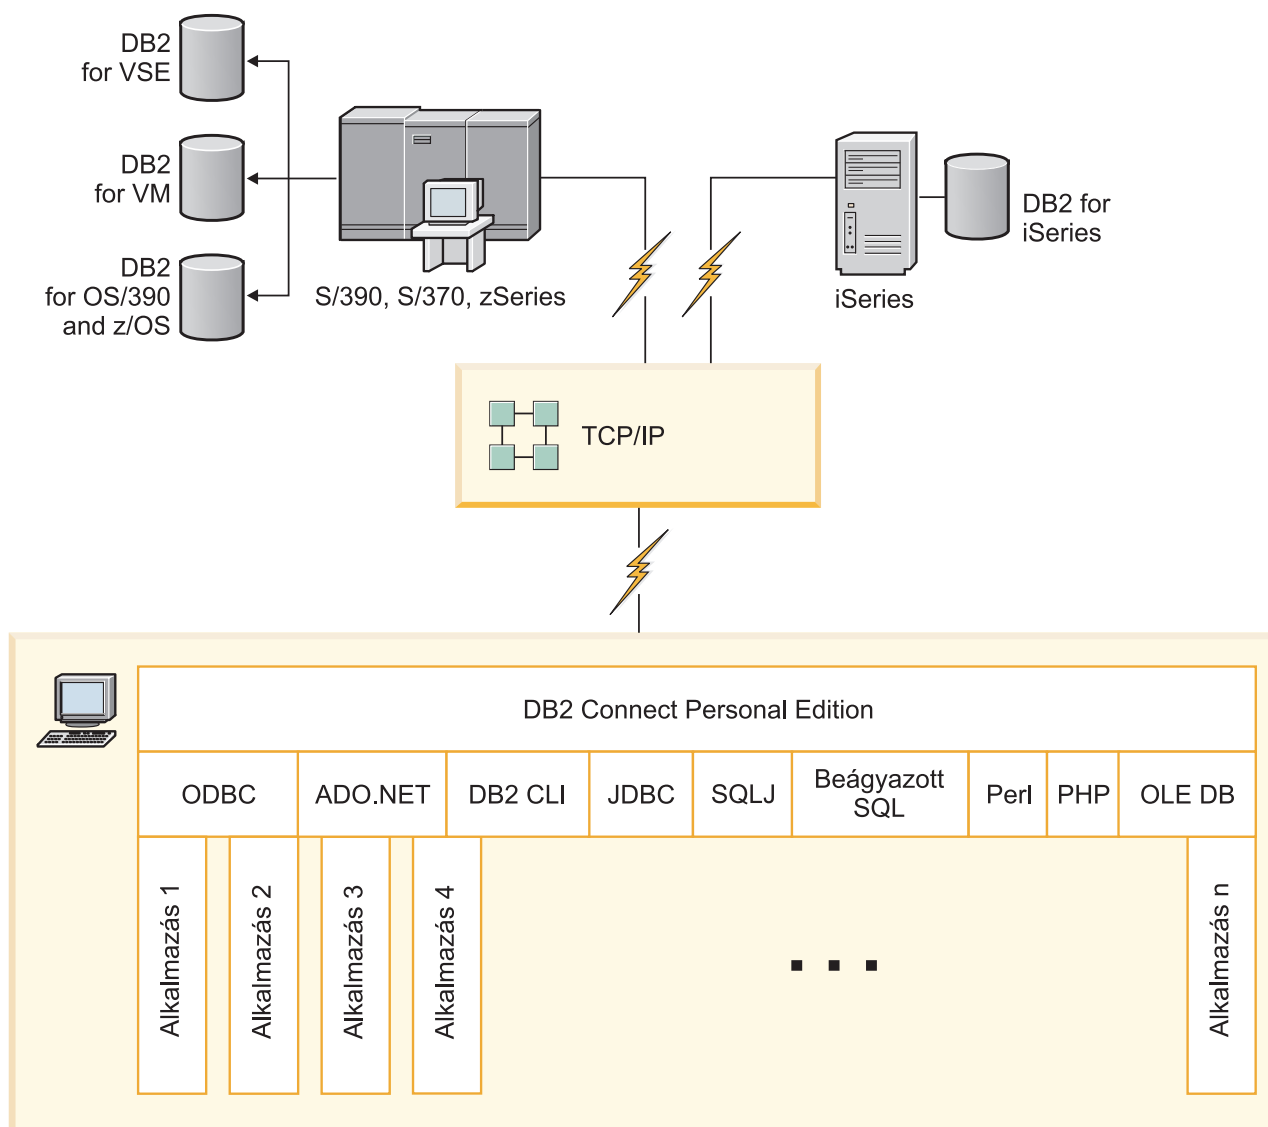 DB2
for VSE
DB2
for VM
DB2
for OS/390
and z/OS
S/390, S/370, zSeries
iSeries
DB2 for
iSeries
TCP/IP
DB2 Connect Personal Edition
ODBC
ADO.NET
DB2 CLI
JDBC
SQLJ
Beágyazott
SQL
Perl
PHP
OLE DB
Alkalmazás 1
Alkalmazás 2
Alkalmazás 3
Alkalmazás 4
. . .
Alkalmazás n